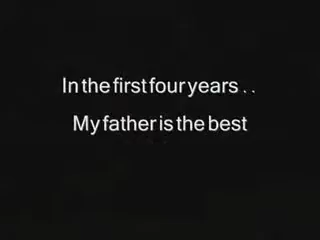 In the first four years . .
My father is the best